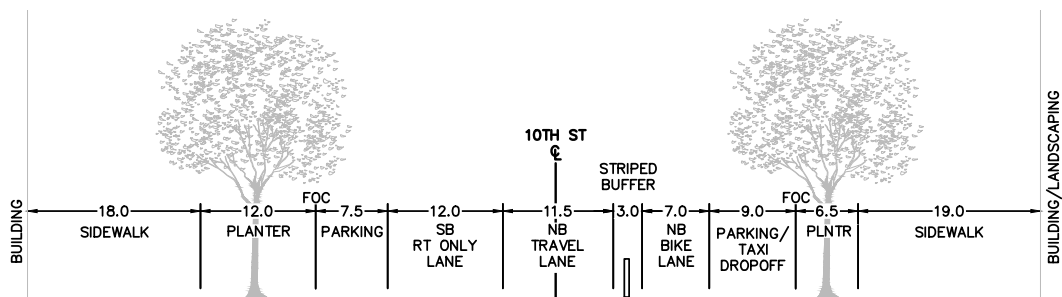 10TH ST
CL
STRIPED
BUFFER
FOC
FOC
BUILDING
18.0
12.0
7.5
12.0
11.5
3.0
7.0
9.0
6.5
19.0
BUILDING/LANDSCAPING
SIDEWALK
PLANTER
PARKING
SB
RT ONLY
LANE
NB
TRAVEL
LANE
NB
BIKE
LANE
PARKING/
TAXI
DROPOFF
PLNTR
SIDEWALK